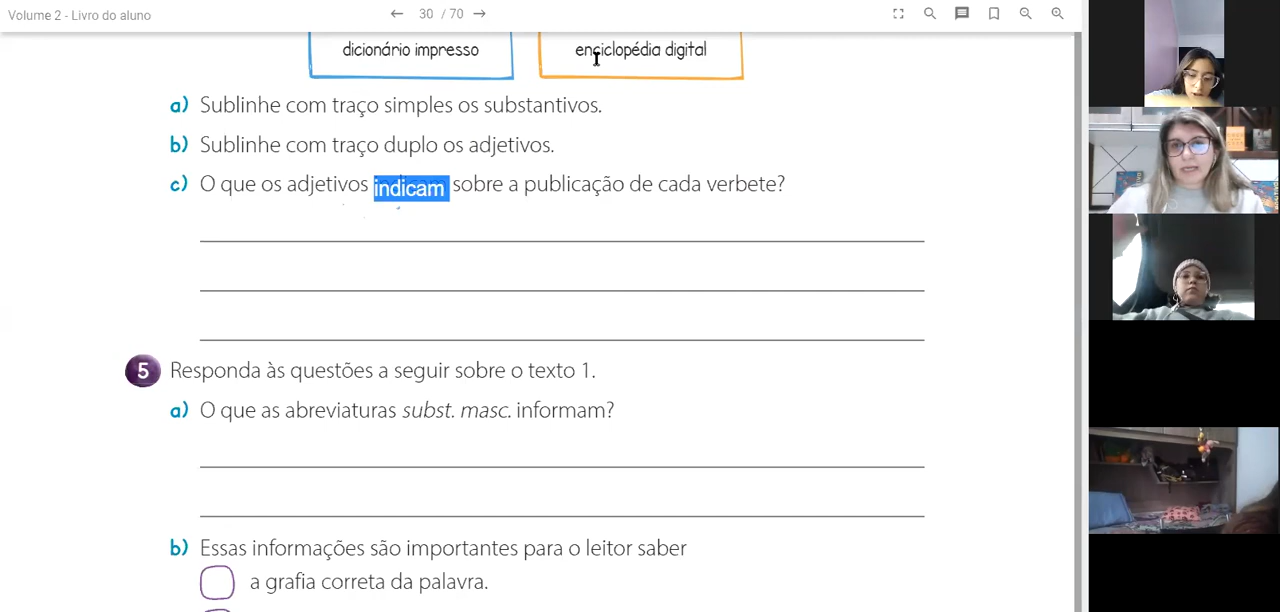 Volume 2 - Livro do aluno
30 / 70
dicionário impresso
enciclopédia digital
a) Sublinhe com traço simples os substantivos.
b) Sublinhe com traço duplo os adjetivos.
c) O que os adjetivos indicam sobre a publicação de cada verbete?
5 Responda às questões a seguir sobre o texto 1.
a) O que as abreviaturas subst. masc. informam?
b) Essas informações são importantes para o leitor saber
a grafia correta da palavra.